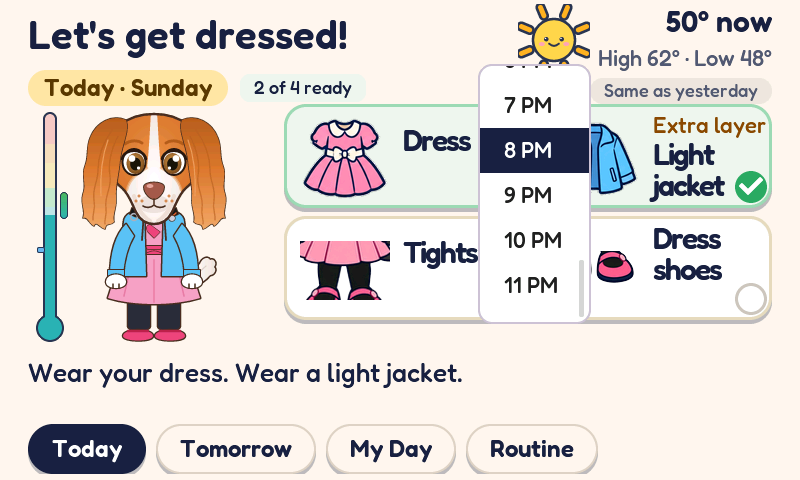 Let's get dressed!
50° now
High 62° · Low 48°
Today · Sunday
2 of 4 ready
Same as yesterday
7 PM
8 PM
9 PM
10 PM
11 PM
Dress
Extra layer
Light
jacket
Tights
Dress
shoes
Wear your dress. Wear a light jacket.
Today
Tomorrow
My Day
Routine